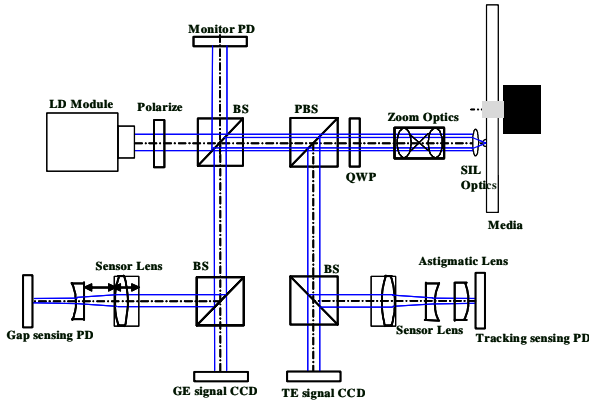 Monitor PD
LD Module
Polarize
BS
PBS
Zoom Optics
QWP
SIL
Optics
Media
Sensor Lens
BS
BS
Astigmatic Lens
Gap sensing PD
Sensor Lens
Tracking sensing PD
GE signal CCD
TE signal CCD